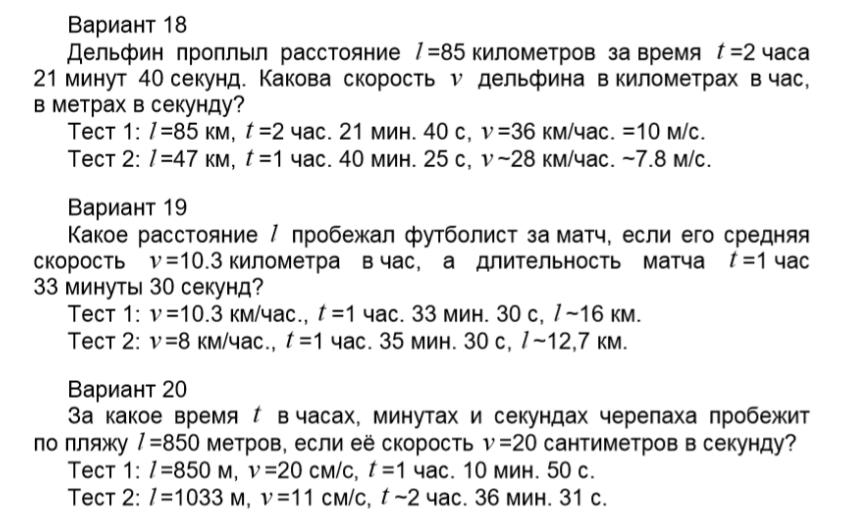 Вариант 18
Дельфин проплыл расстояние l=85 километров за время t=2 часа
21 минут 40 секунд. Какова скорость v дельфина в километрах в час,
в метрах в секунду?
Тест 1: l=85 км, t=2 час. 21 мин. 40 с, v=36 км/час. =10 м/с.
Тест 2: l=47 км, t=1 час. 40 мин. 25 с, v~28 км/час. ~7.8 м/с.
Вариант 19
Какое расстояние l пробежал футболист за матч, если его средняя
скорость v=10.3 километра в час, а длительность матча t=1 час
33 минуты 30 секунд?
Тест 1: v=10.3 км/час., t=1 час. 33 мин. 30 с, l~16 км.
Тест 2: v=8 км/час., t=1 час. 35 мин. 30 с, l~12,7 км.
Вариант 20
За какое время t в часах, минутах и секундах черепаха пробежит
по пляжу l=850 метров, если её скорость v=20 сантиметров в секунду?
Тест 1: l=850 м, v=20 см/с, t=1 час. 10 мин. 50 с.
Тест 2: l=1033 м, v=11 см/с, t~2 час. 36 мин. 31 с.